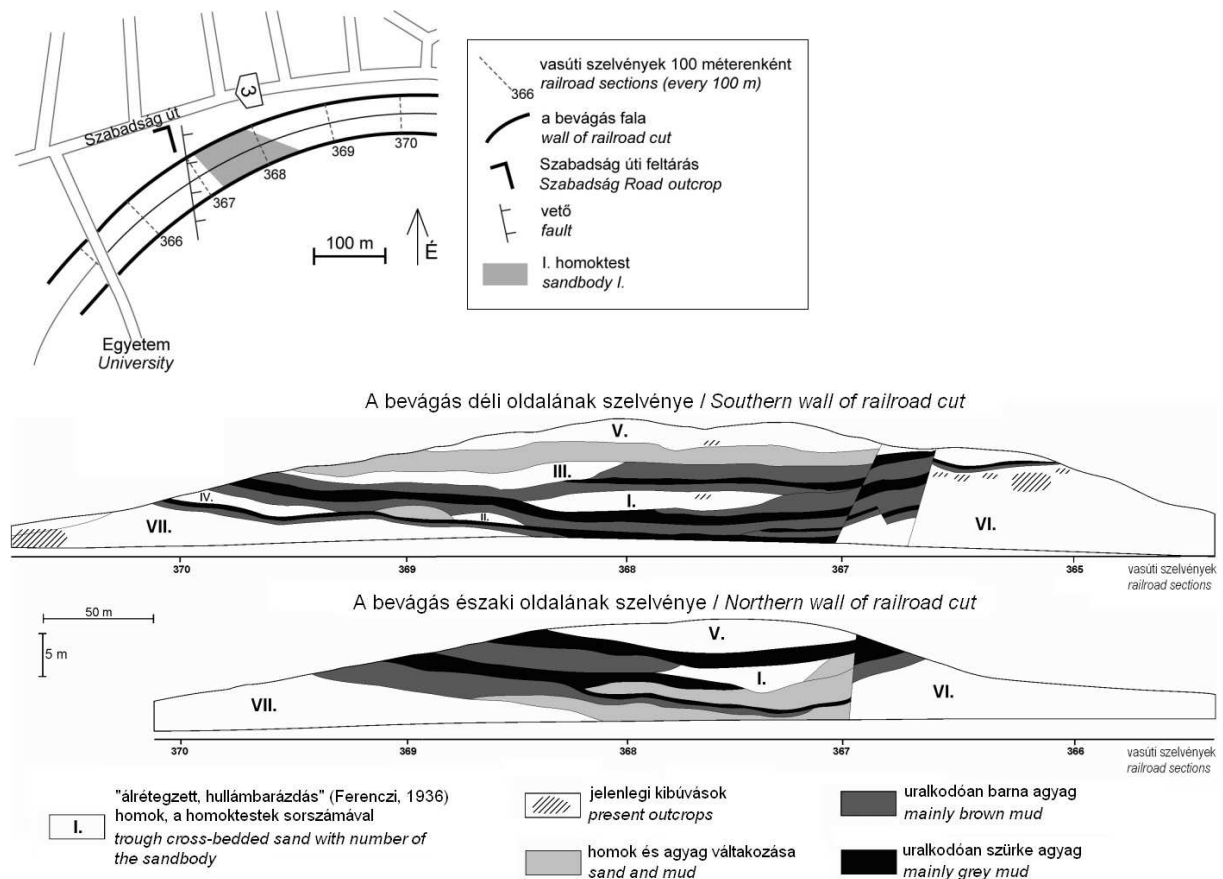 Szabadság út
3
366
367
368
369
370
100 m
É
Egyetem
University
366
vasúti szelvények 100 méterenként
railroad sections (every 100 m)
a bevágás fala
wall of railroad cut
Szabadság úti feltárás
Szabadság Road outcrop
vető
fault
I. homoktest
sandbody I.
A bevágás déli oldalának szelvénye / Southern wall of railroad cut
V.
III.
I.
IV.
II.
VII.
VI.
370
369
368
367
365
vasúti szelvények
railroad sections
50 m
5 m
A bevágás északi oldalának szelvénye / Northern wall of railroad cut
V.
I.
VII.
VI.
370
369
368
367
366
vasúti szelvények
railroad sections
I.
"álrétegzett, hullámbarázdás" (Ferenczi, 1936)
homok, a homoktestek sorszámával
trough cross-bedded sand with number of
the sandbody
jelenlegi kibúvások
present outcrops
homok és agyag váltakozása
sand and mud
uralkodóan barna agyag
mainly brown mud
uralkodóan szürke agyag
mainly grey mud